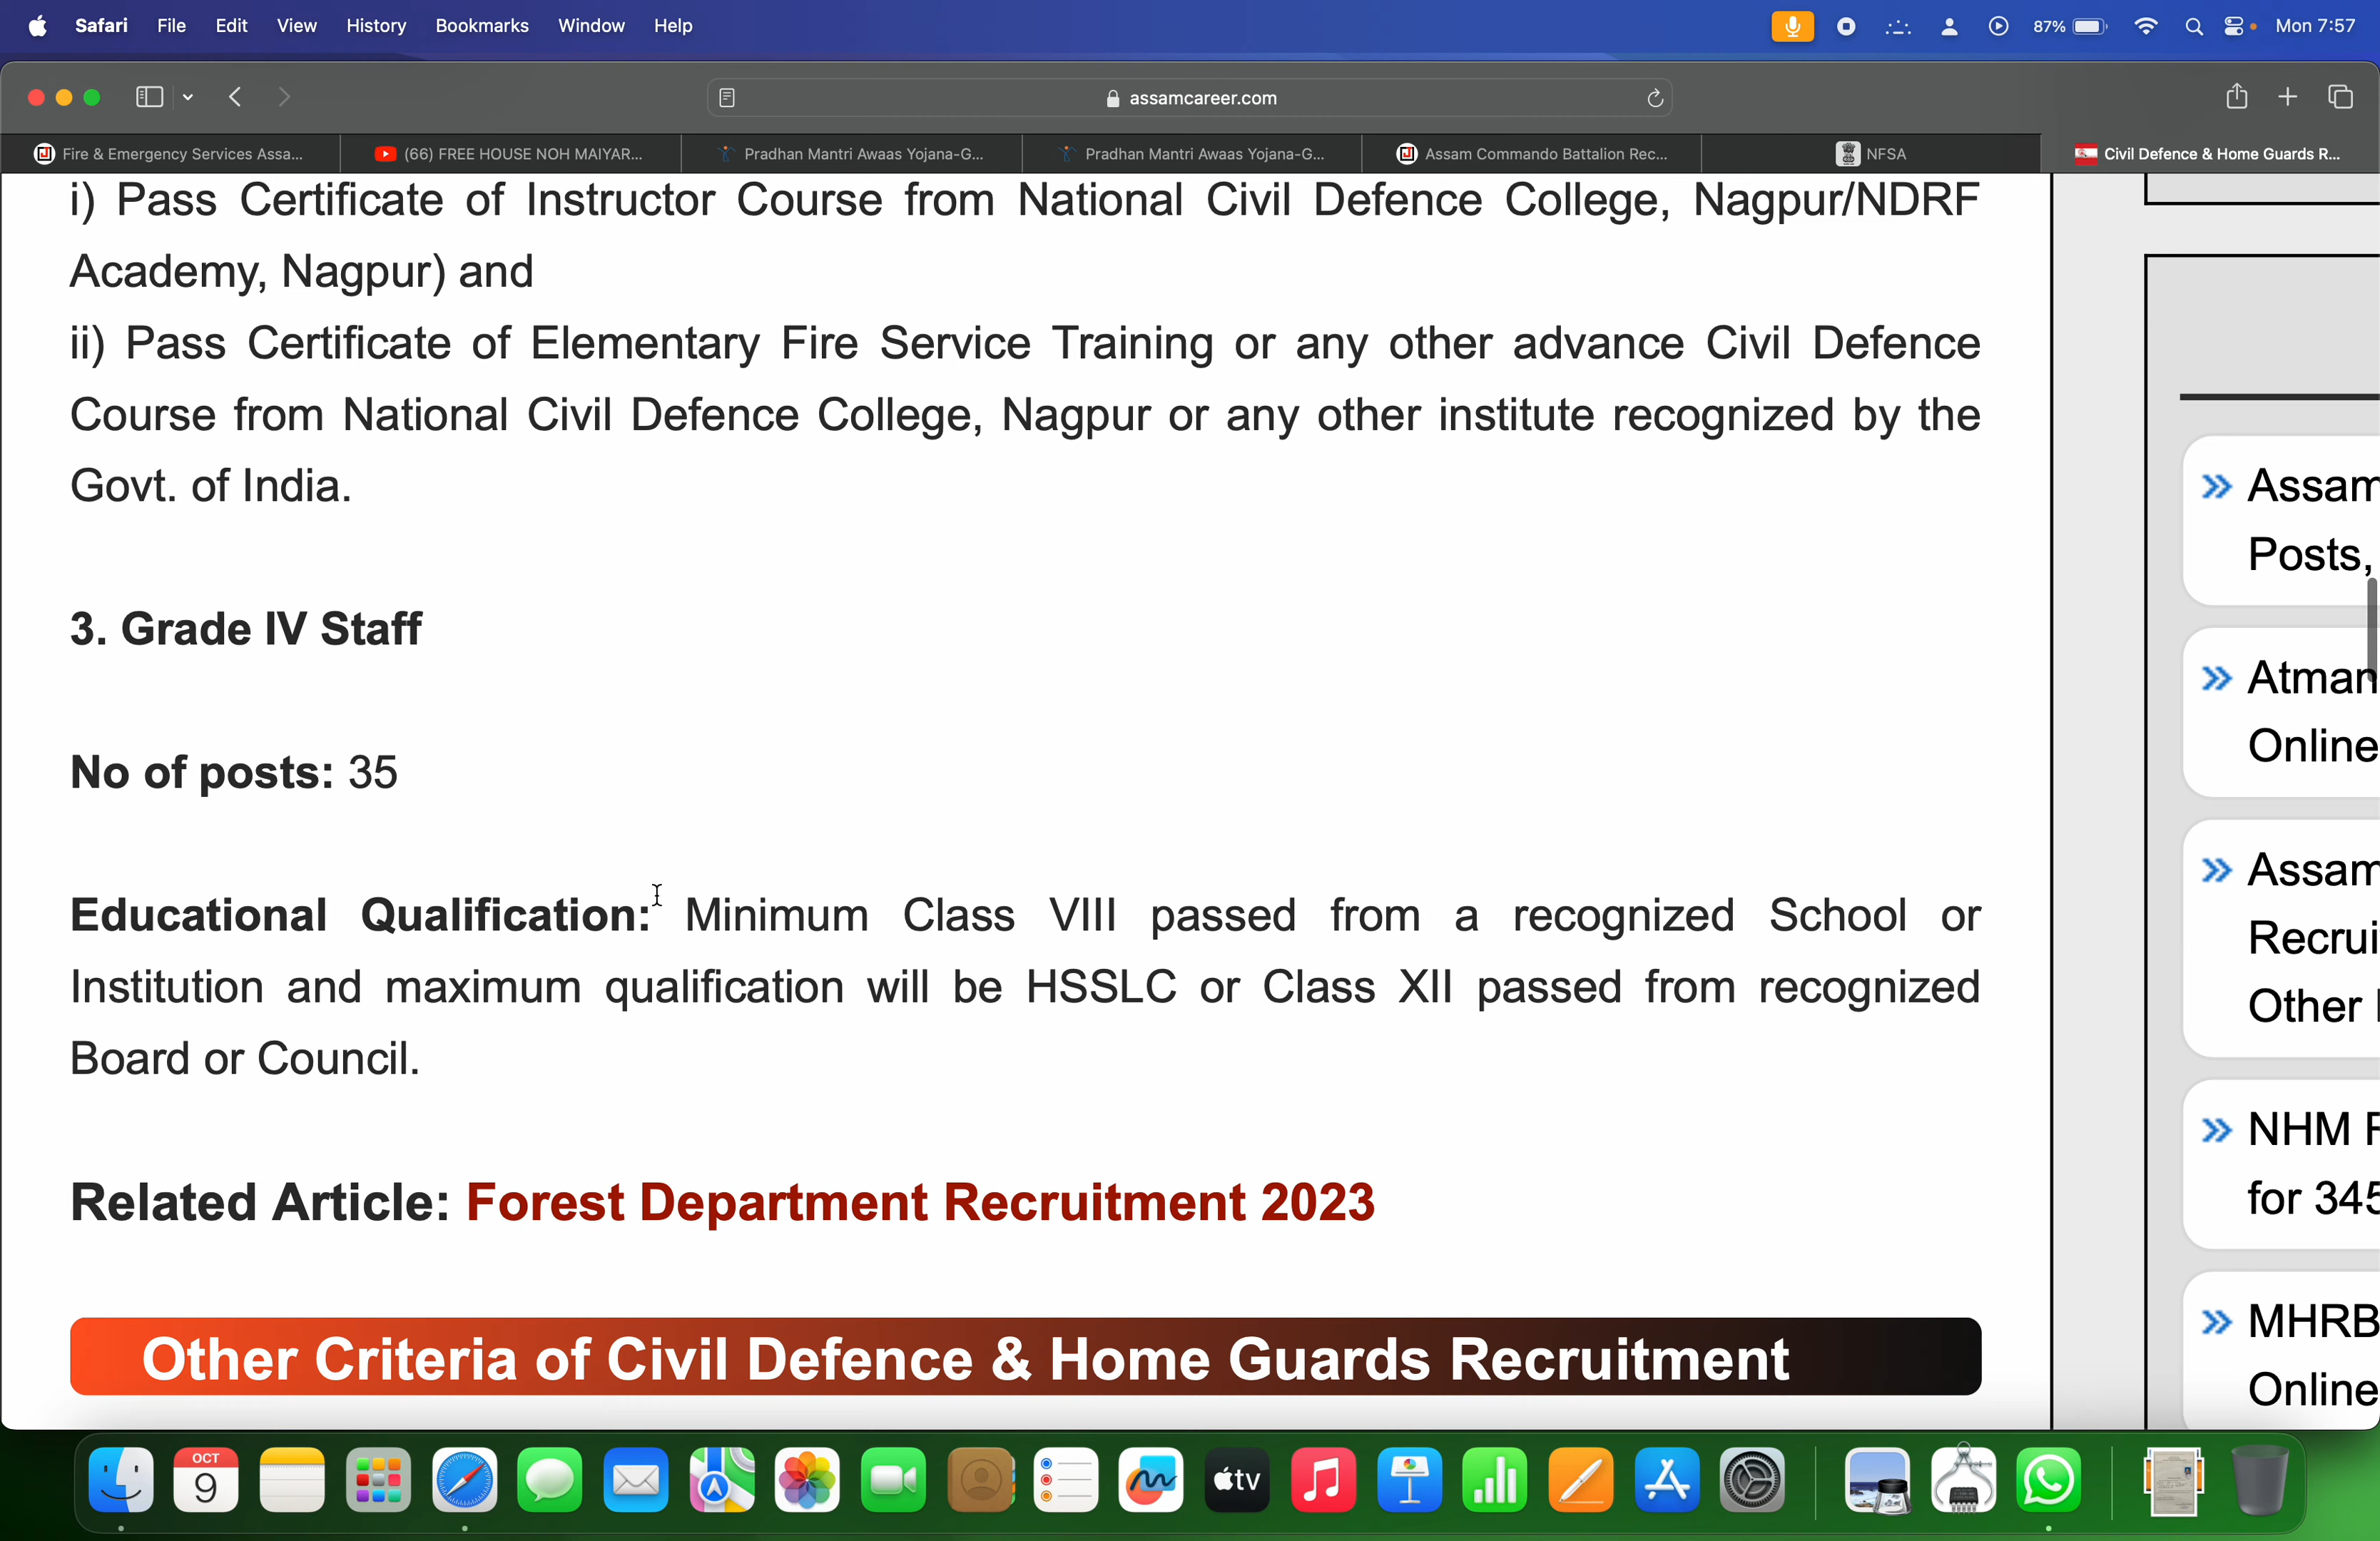 Safari File Edit View History Bookmarks Window Help 87% Mon 7:57
assamcareer.com
Fire & Emergency Services Assa... (66) FREE HOUSE NOH MAIYAR... Pradhan Mantri Awaas Yojana-G... Pradhan Mantri Awaas Yojana-G... Assam Commando Battalion Rec... NFSA Civil Defence & Home Guards R...
i) Pass Certificate of Instructor Course from National Civil Defence College, Nagpur/NDRF
Academy, Nagpur) and
ii) Pass Certificate of Elementary Fire Service Training or any other advance Civil Defence
Course from National Civil Defence College, Nagpur or any other institute recognized by the
Govt. of India.
3. Grade IV Staff
No of posts: 35
Educational Qualification: Minimum Class VIII passed from a recognized School or
Institution and maximum qualification will be HSSLC or Class XII passed from recognized
Board or Council.
Related Article: Forest Department Recruitment 2023
Other Criteria of Civil Defence & Home Guards Recruitment
Assam
Posts,
Atman
Online
Assam
Recrui
Other
NHM
for 345
MHRB
Online
OCT
9
tv